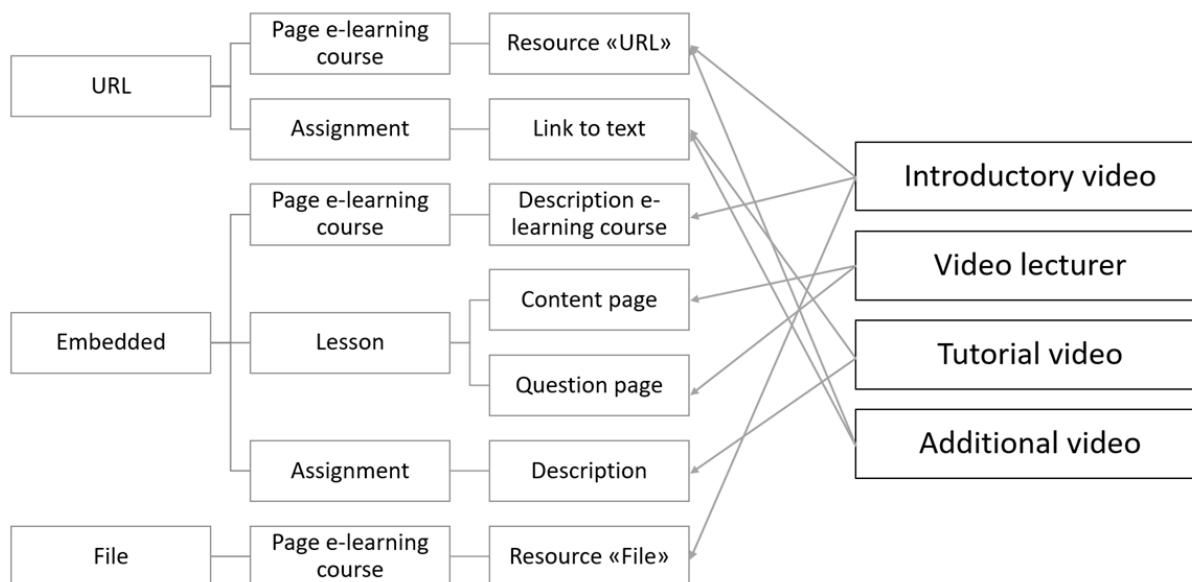 URL
Page e-learning
course
Resource «URL»
Assignment
Link to text
Embedded
Page e-learning
course
Description e-
learning course
Lesson
Content page
Question page
Assignment
Description
File
Page e-learning
course
Resource «File»
Introductory video
Video lecturer
Tutorial video
Additional video